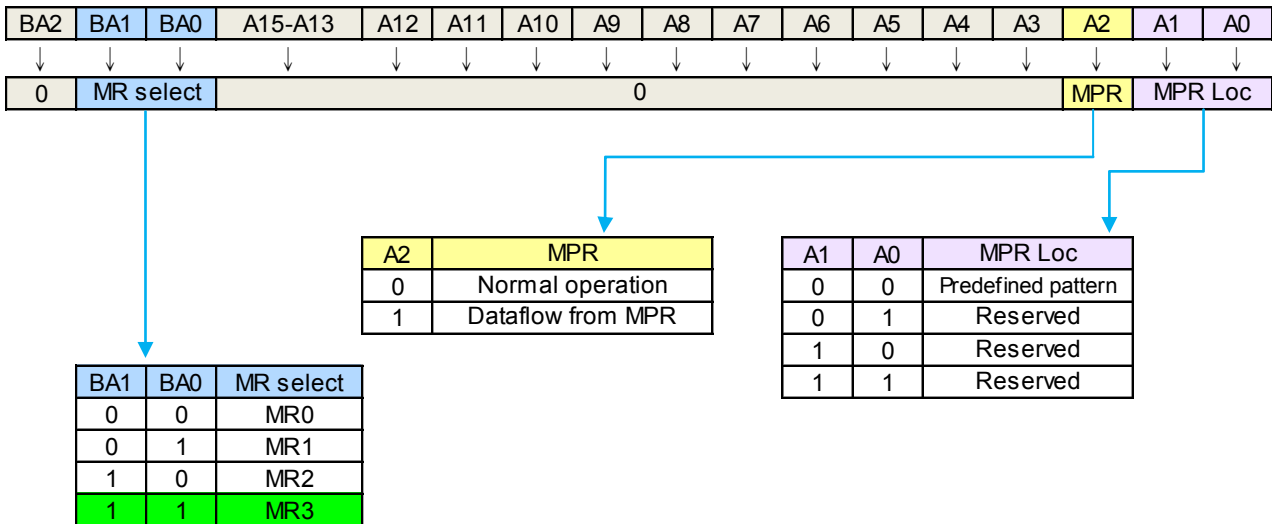 BA2 BA1 BA0 A15-A13 A12 A11 A10 A9 A8 A7 A6 A5 A4 A3 A2 A1 A0
0 MR select 0 MPR MPR Loc
A2 MPR
0 Normal operation
1 Dataflow from MPR
A1 A0 MPR Loc
0 0 Predefined pattern
0 1 Reserved
1 0 Reserved
1 1 Reserved
BA1 BA0 MR select
0 0 MR0
0 1 MR1
1 0 MR2
1 1 MR3